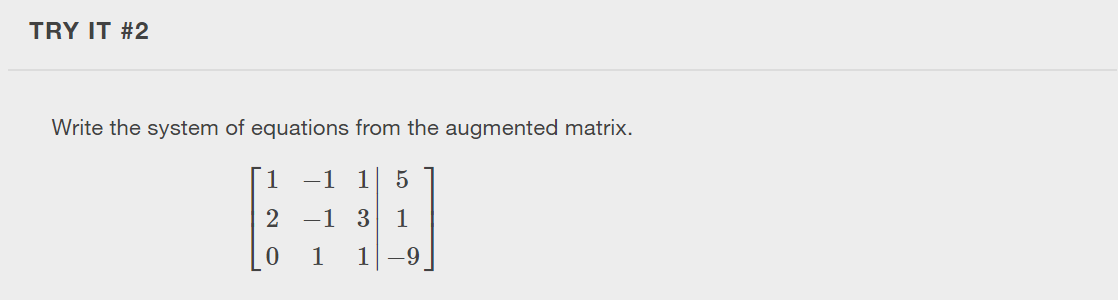 TRY IT #2
Write the system of equations from the augmented matrix.
1 −1 1 | 5
2 −1 3 | 1
0 1 1 | −9